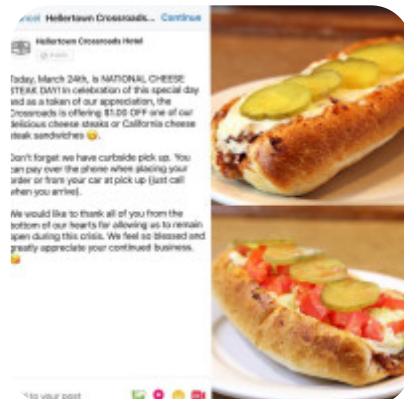 ncel Hellertown Crossroads... Continue
Hellertown Crossroads Hotel
Today, March 24th, is NATIONAL CHEESE
STEAK DAY! In celebration of this special day
and as a token of our appreciation, the
Crossroads is offering $1.00 OFF one of our
delicious cheese steaks or California cheese
steak sandwiches 😋.
Don't forget we have curbside pick up. You
can pay over the phone when placing your
order or from your car at pick up (just call
when you arrive).
We would like to thank all of you from the
bottom of our hearts for allowing us to remain
open during this crisis. We feel so blessed and
greatly appreciate your continued business.
😘
to your post